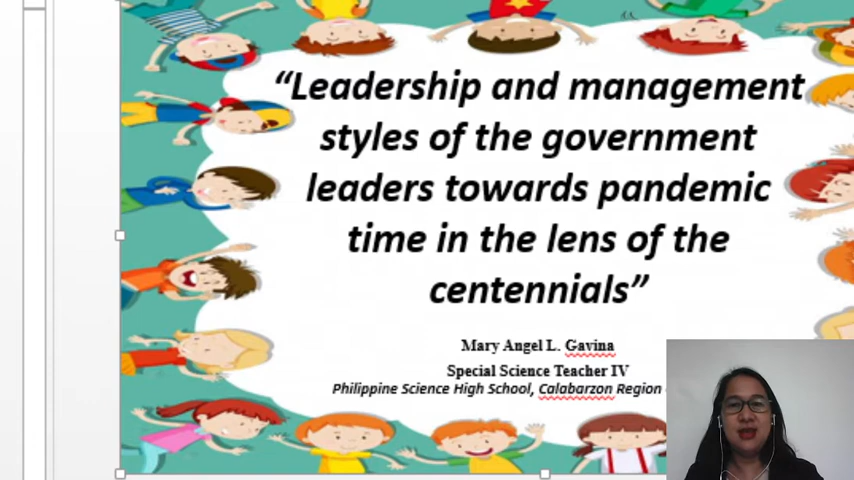 “Leadership and management
styles of the government
leaders towards pandemic
time in the lens of the
centennials”
Mary Angel L. Gavina
Special Science Teacher IV
Philippine Science High School, Calabarzon Region